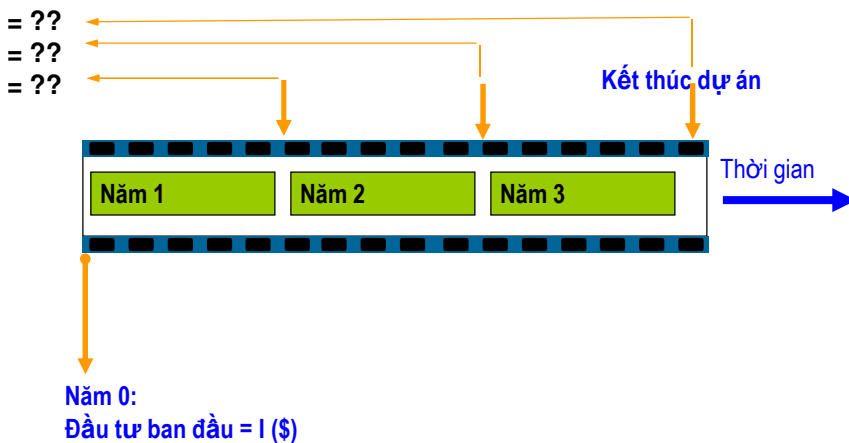 = ??
= ??
= ??
Kết thúc dự án
Thời gian
Năm 1
Năm 2
Năm 3
Năm 0:
Đầu tư ban đầu = I ($)